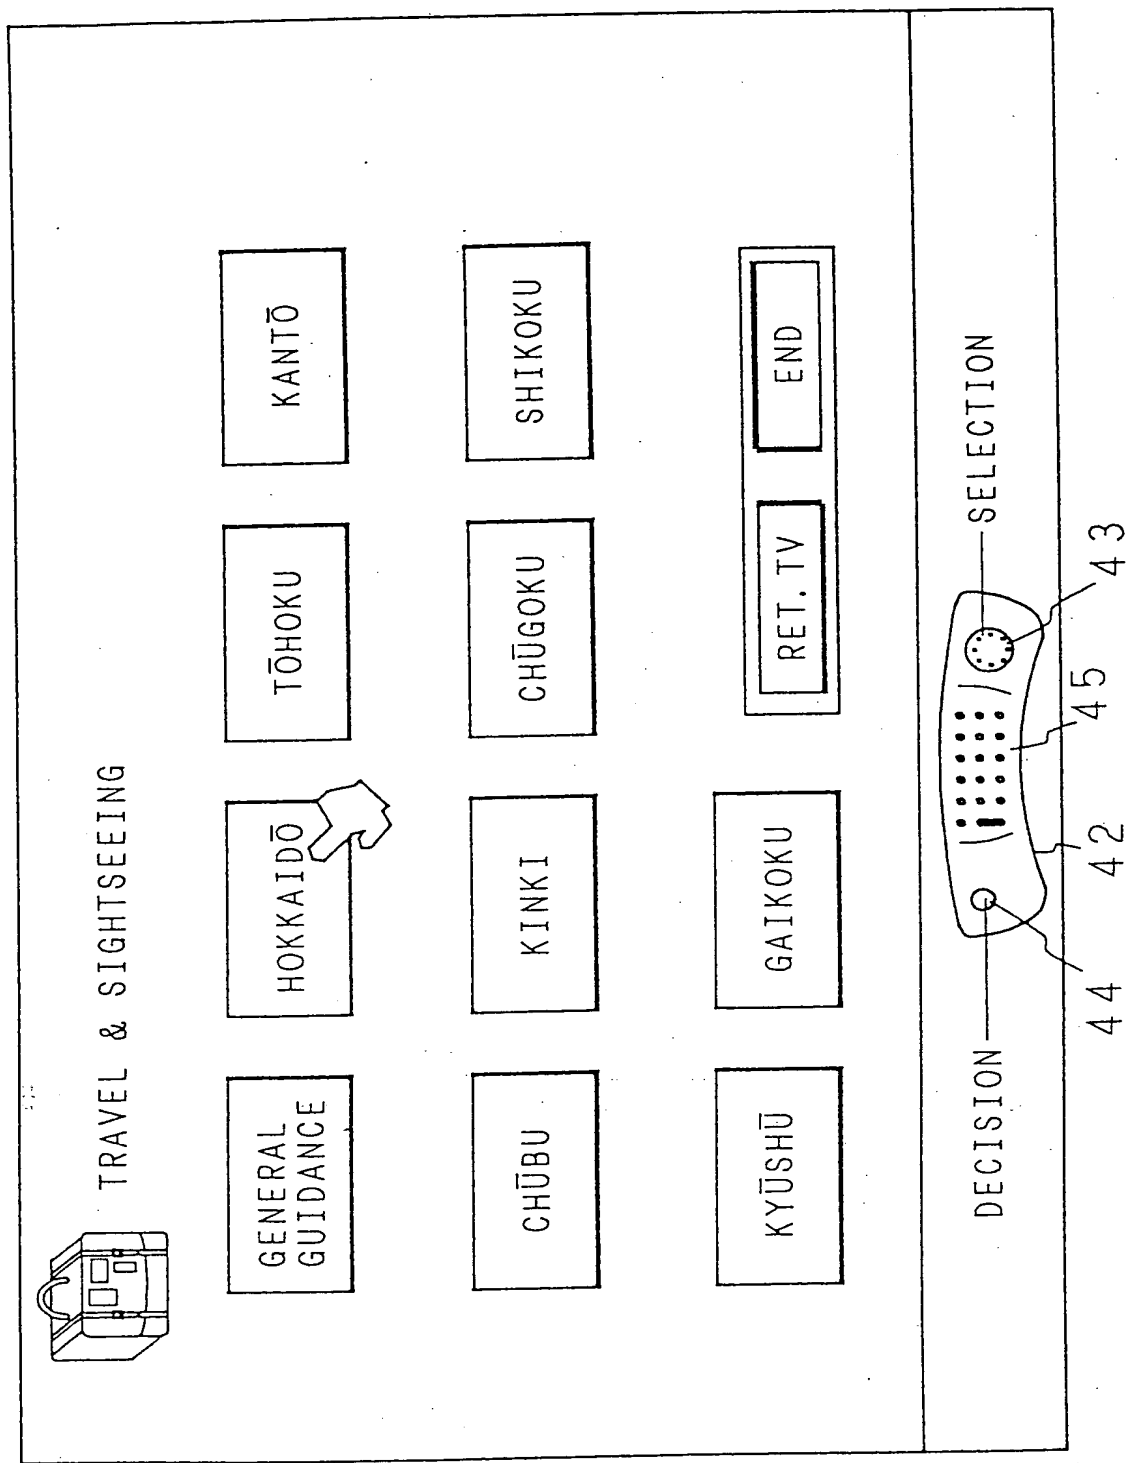 TRAVEL & SIGHTSEEING
GENERAL
GUIDANCE
HOKKAIDŌ
TŌHOKU
KANTŌ
CHŪBU
KINKI
CHŪGOKU
SHIKOKU
KYŪSHŪ
GAIKOKU
RET. TV
END
DECISION
SELECTION
44
42
45
43